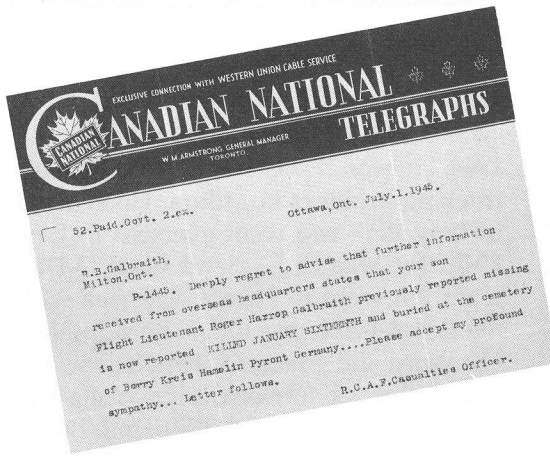 EXCLUSIVE CONNECTION WITH WESTERN UNION CABLE SERVICE
CANADIAN NATIONAL
TELEGRAPHS
CANADIAN
NATIONAL
W. M. ARMSTRONG, GENERAL MANAGER
TORONTO.
52.Paid.Govt. 2.ex.
Ottawa,Ont. July.1.1945.
R.B.Galbraith,
Milton,Ont.
P-1445. Deeply regret to advise that further information
received from overseas headquarters states that your son
Flight Lieutenant Roger Harrop Galbraith previously reported missing
is now reported KILLED JANUARY SIXTEENTH and buried at the cemetery
of Berry Kreis Hamelin Pyront Germany....Please accept my profound
sympathy... Letter follows.
R.C.A.F.Casualties Officer.